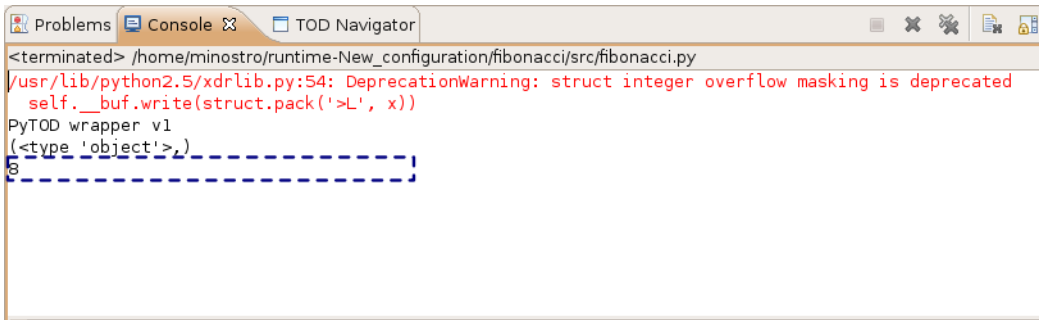 Problems Console TOD Navigator
<terminated> /home/minostro/runtime-New_configuration/fibonacci/src/fibonacci.py
/usr/lib/python2.5/xdrlib.py:54: DeprecationWarning: struct integer overflow masking is deprecated
self.__buf.write(struct.pack('>L', x))
PyTOD wrapper v1
(<type 'object'>,)
8